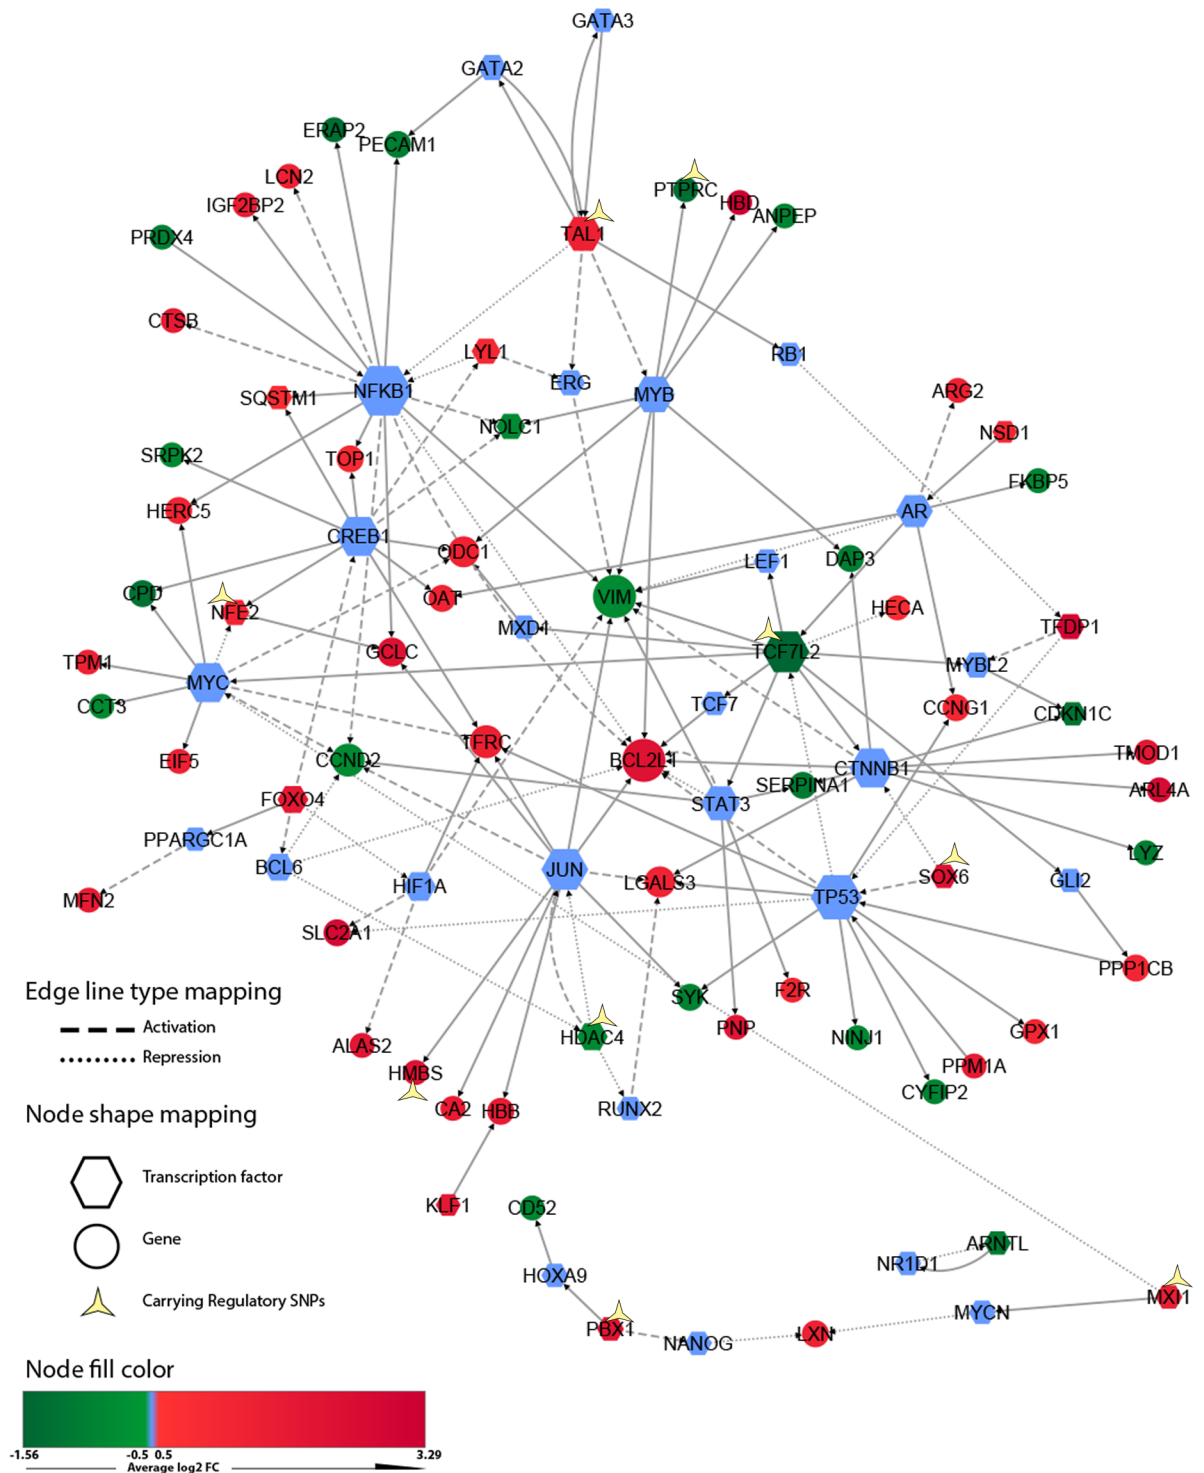 GATA3
GATA2
ERAP2
PECAM1
LCN2
PTPRC
HBD
IGF2BP2
ANPEP
PRDX4
TAL1
CTSB
LYL1
RB1
NFKB1
ERG
MYB
ARG2
SQSTM1
NOLC1
NSD1
SRPK2
TOP1
FKBP5
HERC5
AR
CREB1
ODC1
LEF1
DAP3
CPD
NFE2
OAT
VIM
HECA
MXD4
TFDP1
TPM1
GCLC
TCF7L2
MYBL2
MYC
CCT3
TCF7
CCNG1
CDKN1C
TFRC
EIF5
CCND2
BCL2L1
TMOD1
CTNNB1
SERPINA1
ARL4A
FOXO4
STAT3
PPARGC1A
LYZ
BCL6
JUN
HIF1A
LGALS3
SOX6
GLI2
MFN2
TP53
SLC2A1
PPP1CB
Edge line type mapping
SYK
F2R
Activation
PNP
GPX1
HDAC4
NINJ1
Repression
ALAS2
PPM1A
HMBS
CYFIP2
CA2
HBB
RUNX2
Node shape mapping
Transcription factor
KLF1
CD52
Gene
ARNTL
NR1D1
HOXA9
Carrying Regulatory SNPs
MXI1
MYCN
PBX1
LXN
NANOG
Node fill color
-1.56 -0.5 0.5 3.29
Average log2 FC